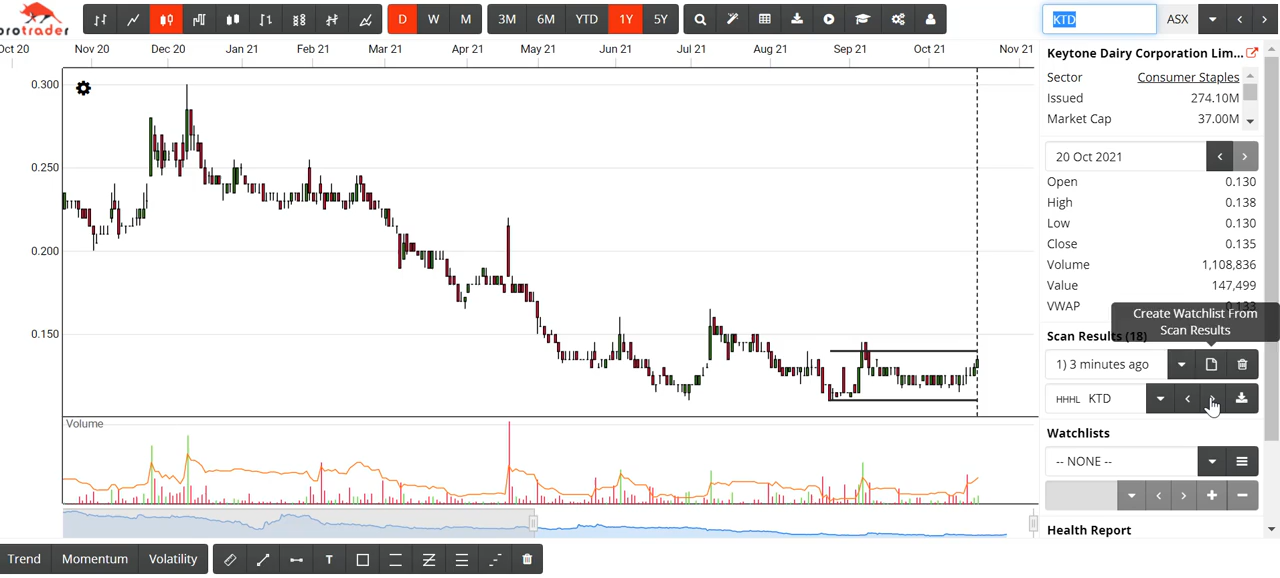 protrader
D W M
3M 6M YTD 1Y 5Y
KTD
ASX
Oct 20 Nov 20 Dec 20 Jan 21 Feb 21 Mar 21 Apr 21 May 21 Jun 21 Jul 21 Aug 21 Sep 21 Oct 21 Nov 21
0.300
0.250
0.200
0.150
Volume
Keytone Dairy Corporation Lim...
Sector Consumer Staples
Issued 274.10M
Market Cap 37.00M
20 Oct 2021
Open 0.130
High 0.138
Low 0.130
Close 0.135
Volume 1,108,836
Value 147,499
VWAP 0.133
Create Watchlist From
Scan Results
Scan Results (18)
1) 3 minutes ago
HHHL KTD
Watchlists
-- NONE --
Health Report
Trend Momentum Volatility
T